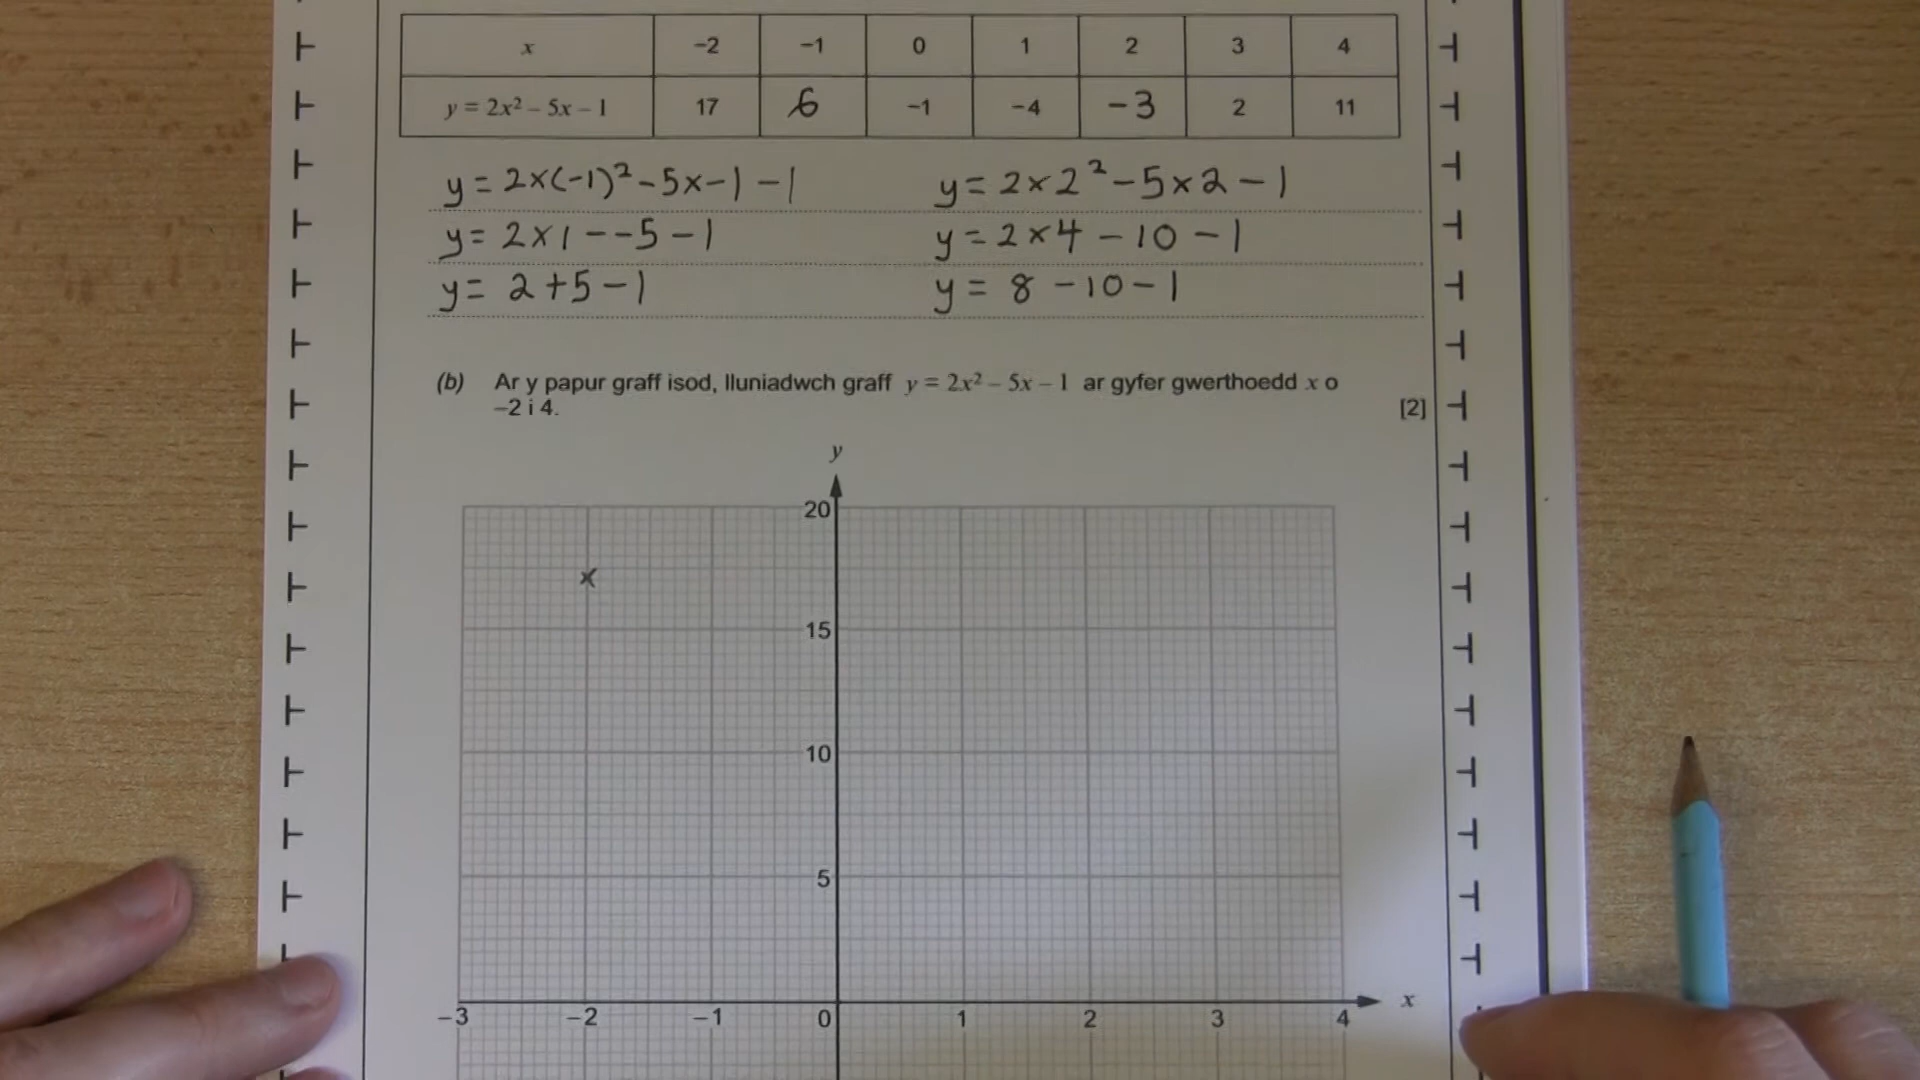 x −2 −1 0 1 2 3 4
y = 2x² – 5x – 1 17 6 −1 −4 −3 2 11
y = 2×(−1)² − 5×−1 − 1
y = 2×2² − 5×2 − 1
y = 2×1 −−5 − 1
y = 2×4 − 10 − 1
y = 2+5−1
y = 8 − 10 − 1
(b) Ar y papur graff isod, lluniadwch graff y = 2x² – 5x – 1 ar gyfer gwerthoedd x o
−2 i 4. [2]
y
20
15
10
5
−3 −2 −1 0 1 2 3 4 x